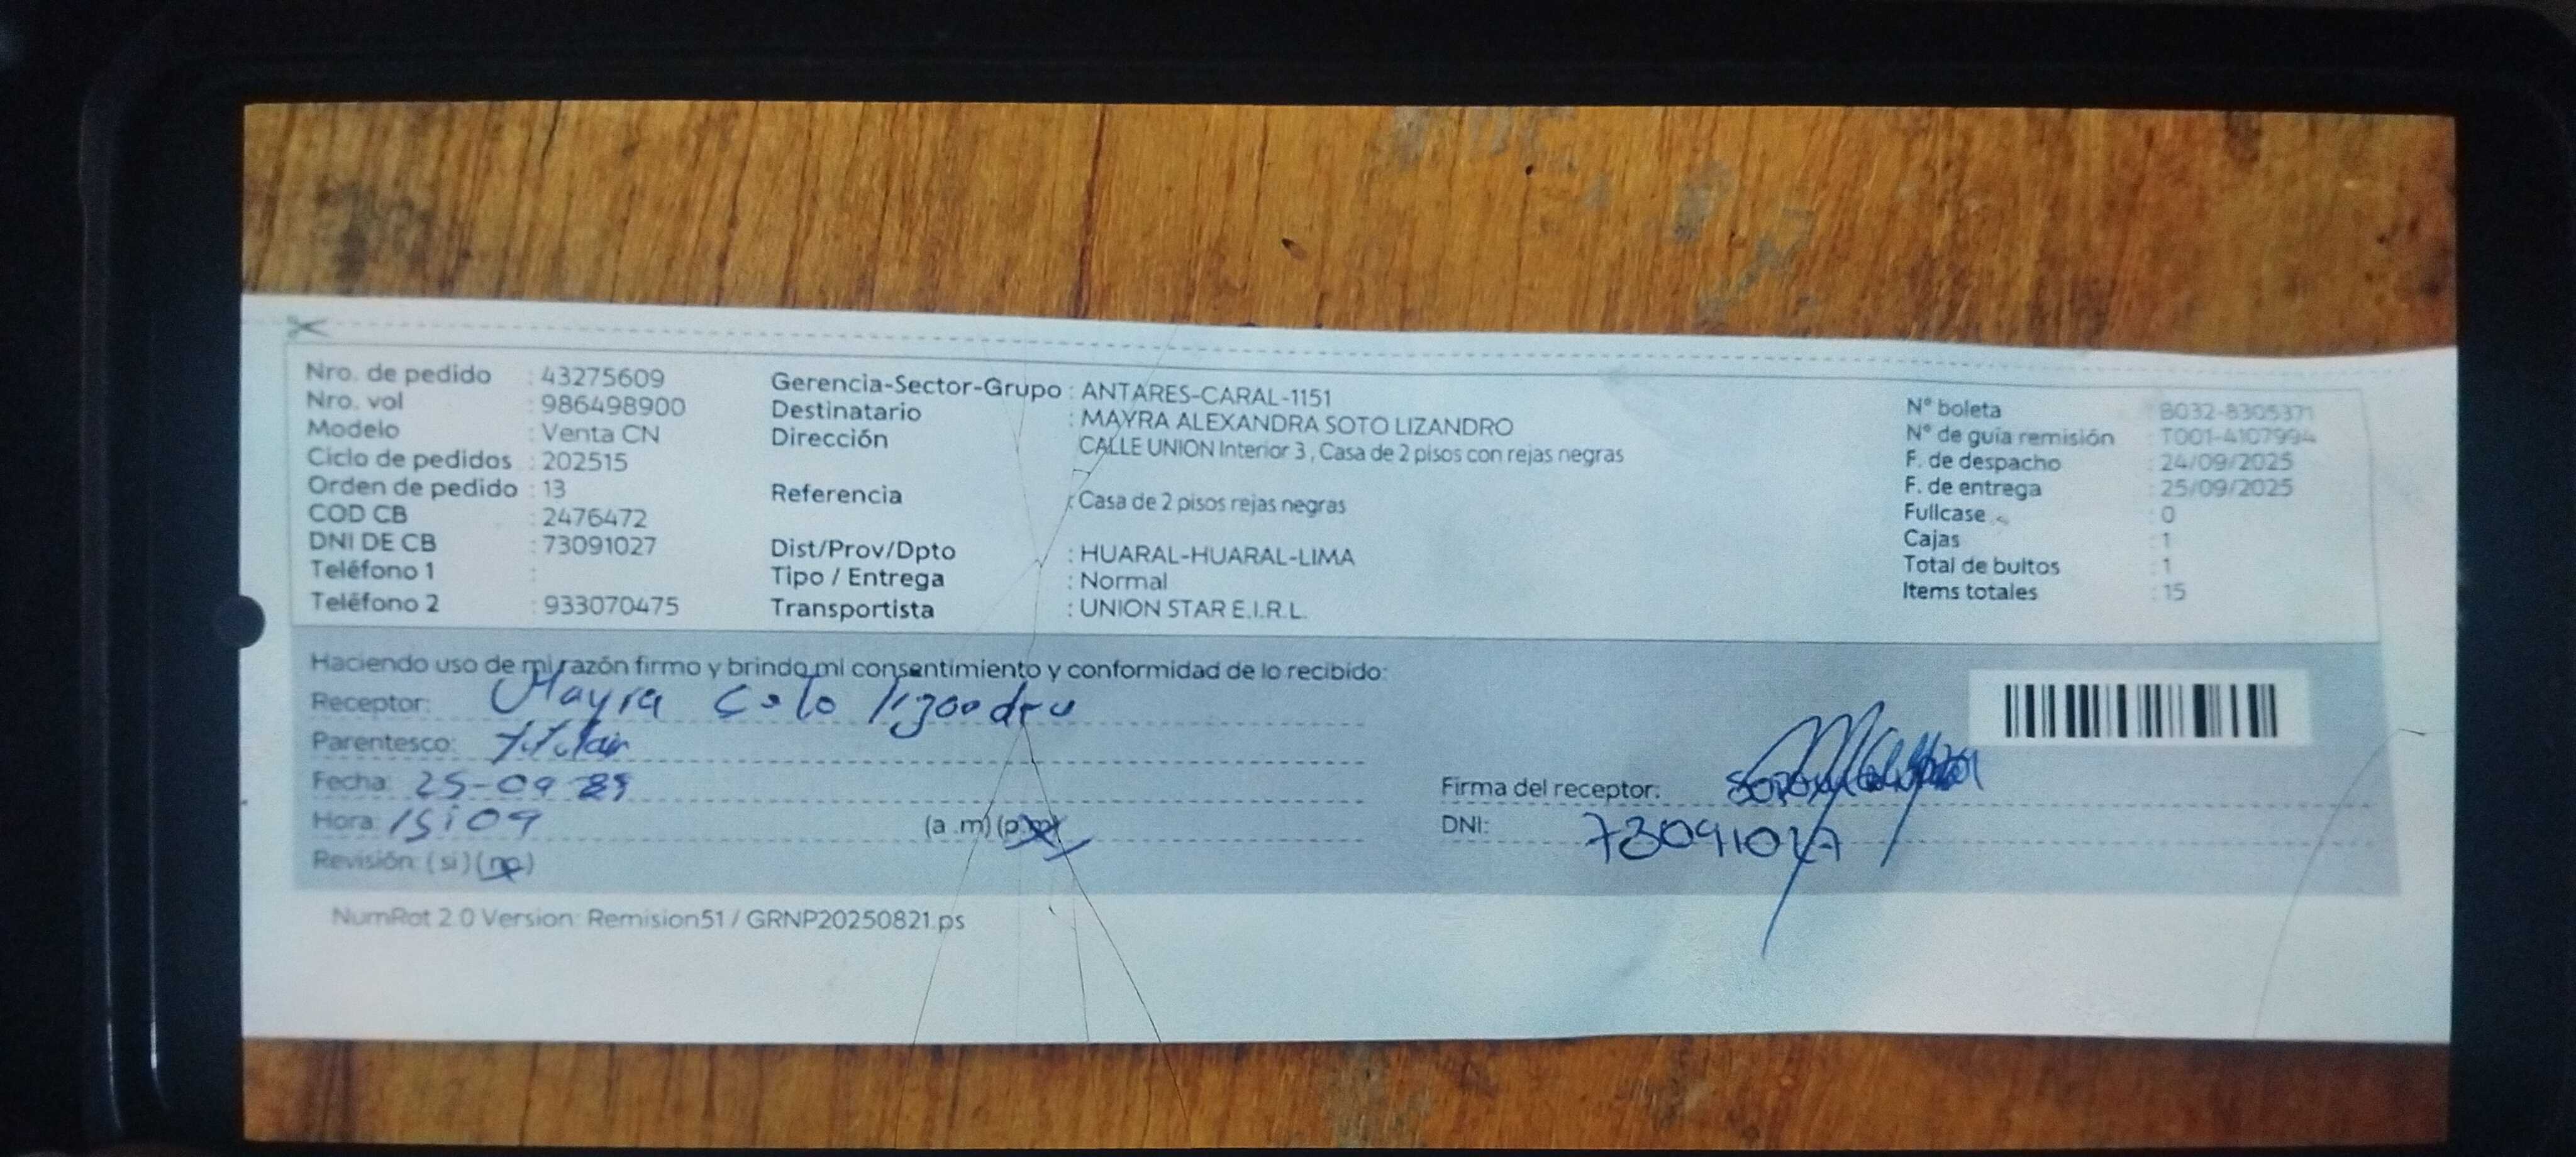 Nro. de pedido : 43275609
Nro. vol : 986498900
Modelo : Venta CN
Ciclo de pedidos : 202515
Orden de pedido : 13
COD CB : 2476472
DNI DE CB : 73091027
Teléfono 1 :
Teléfono 2 : 933070475
Gerencia-Sector-Grupo : ANTARES-CARAL-1151
Destinatario : MAYRA ALEXANDRA SOTO LIZANDRO
Dirección CALLE UNION Interior 3 , Casa de 2 pisos con rejas negras
Referencia : Casa de 2 pisos rejas negras
Dist/Prov/Dpto : HUARAL-HUARAL-LIMA
Tipo / Entrega : Normal
Transportista : UNION STAR E.I.R.L.
N° boleta B032-8305371
N° de guía remisión : T001-4107994
F. de despacho : 24/09/2025
F. de entrega : 25/09/2025
Fullcase : 0
Cajas : 1
Total de bultos : 1
Items totales : 15
Haciendo uso de mi razón firmo y brindo mi consentimiento y conformidad de lo recibido:
Receptor: Mayra Soto lizandro
Parentesco: titular
Fecha: 25-09
Hora: 15:09 (a .m) (p.m)
Revisión: (si) (no)
Firma del receptor:
DNI: 73091027
NumRot 2.0 Version: Remision51 / GRNP20250821.ps